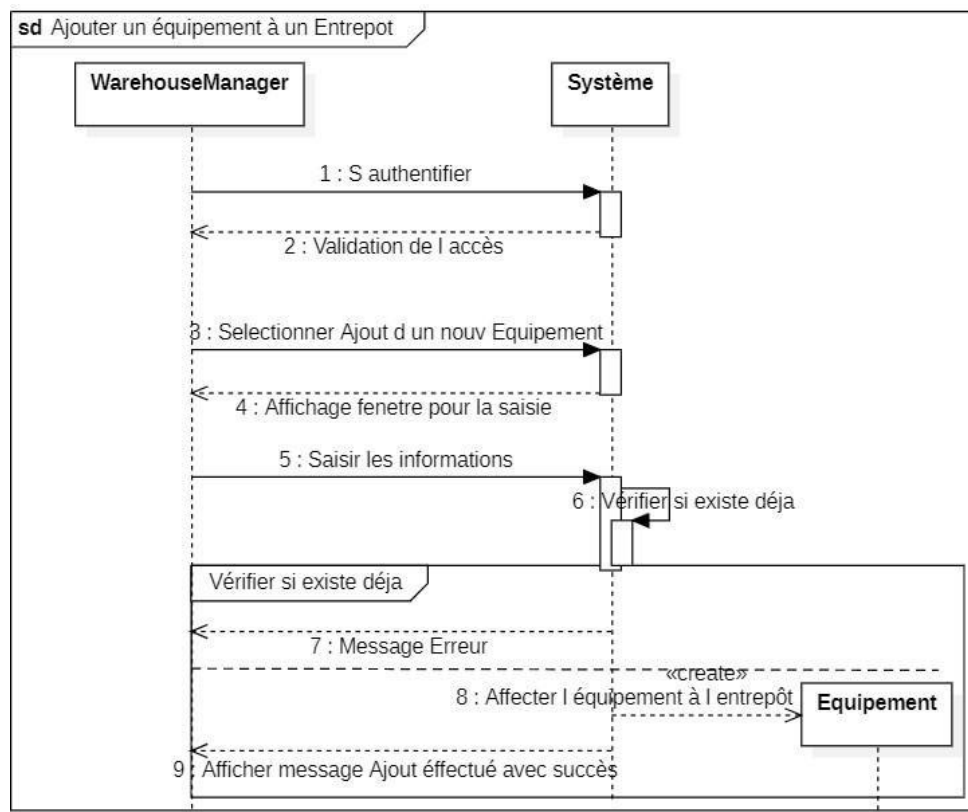 sd Ajouter un équipement à un Entrepot
WarehouseManager
Système
1 : S authentifier
2 : Validation de l accès
3 : Selectionner Ajout d un nouv Equipement
4 : Affichage fenetre pour la saisie
5 : Saisir les informations
6 : Vérifier si existe déja
Vérifier si existe déja
7 : Message Erreur
«create»
8 : Affecter l équipement à l entrepôt
Equipement
9 : Afficher message Ajout éffectué avec succès